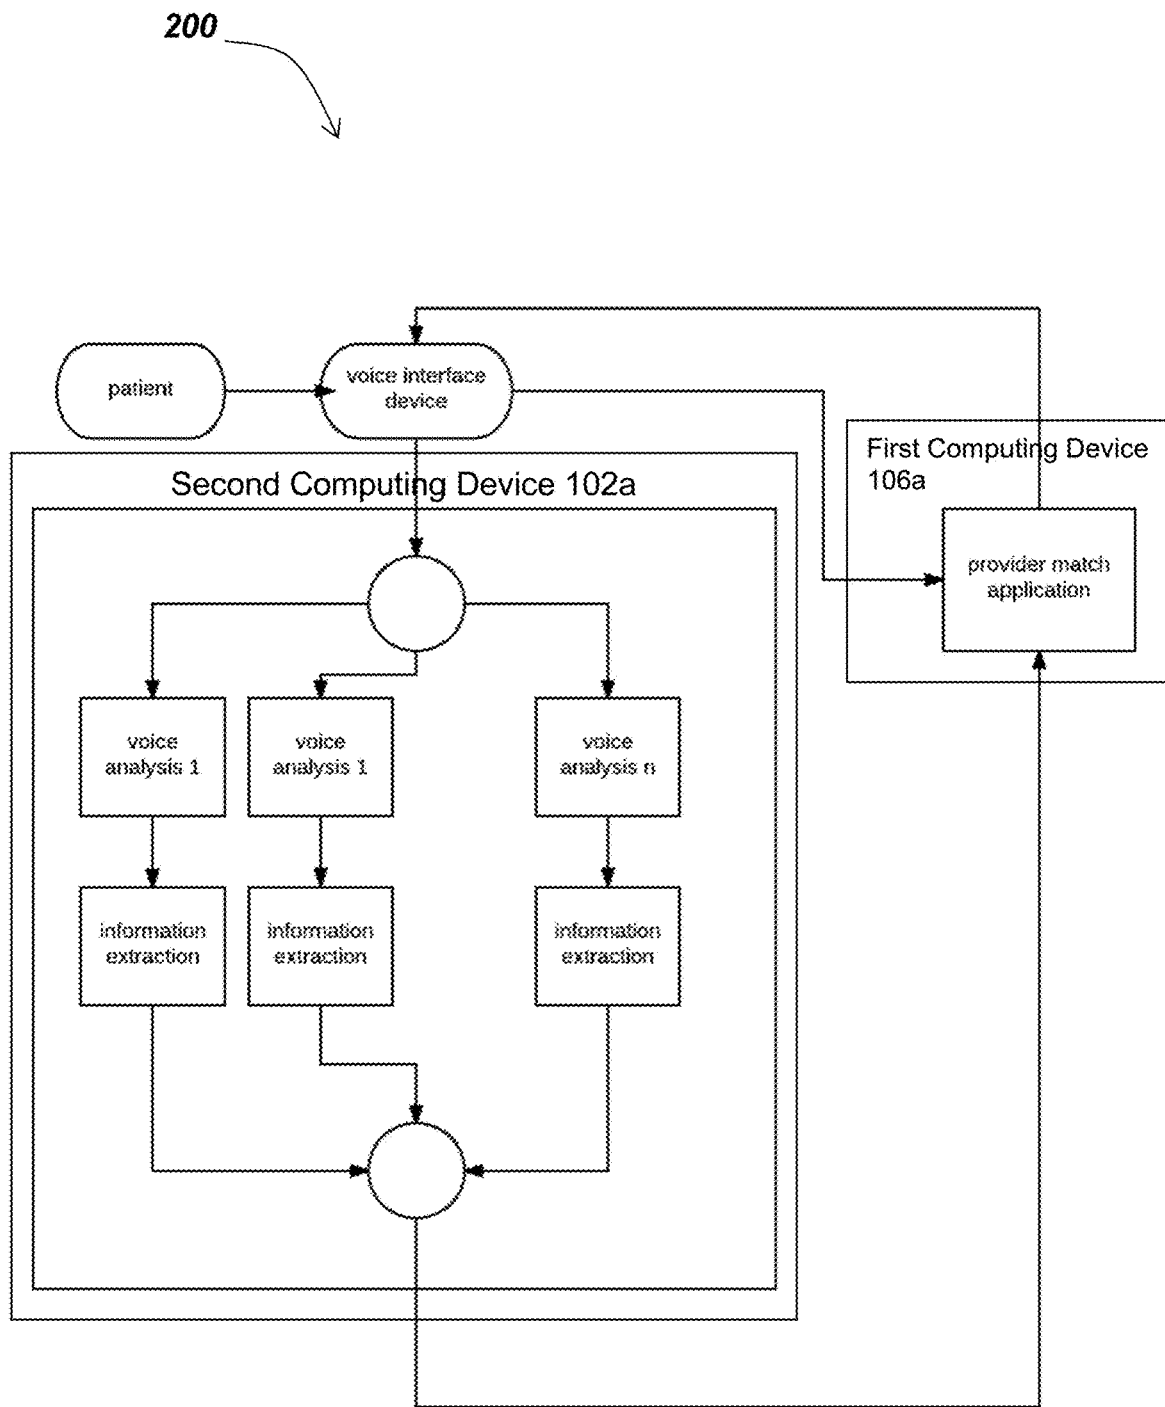 200
patient
voice interface
device
First Computing Device
106a
Second Computing Device 102a
provider match
application
voice
analysis 1
voice
analysis 1
voice
analysis n
information
extraction
information
extraction
information
extraction